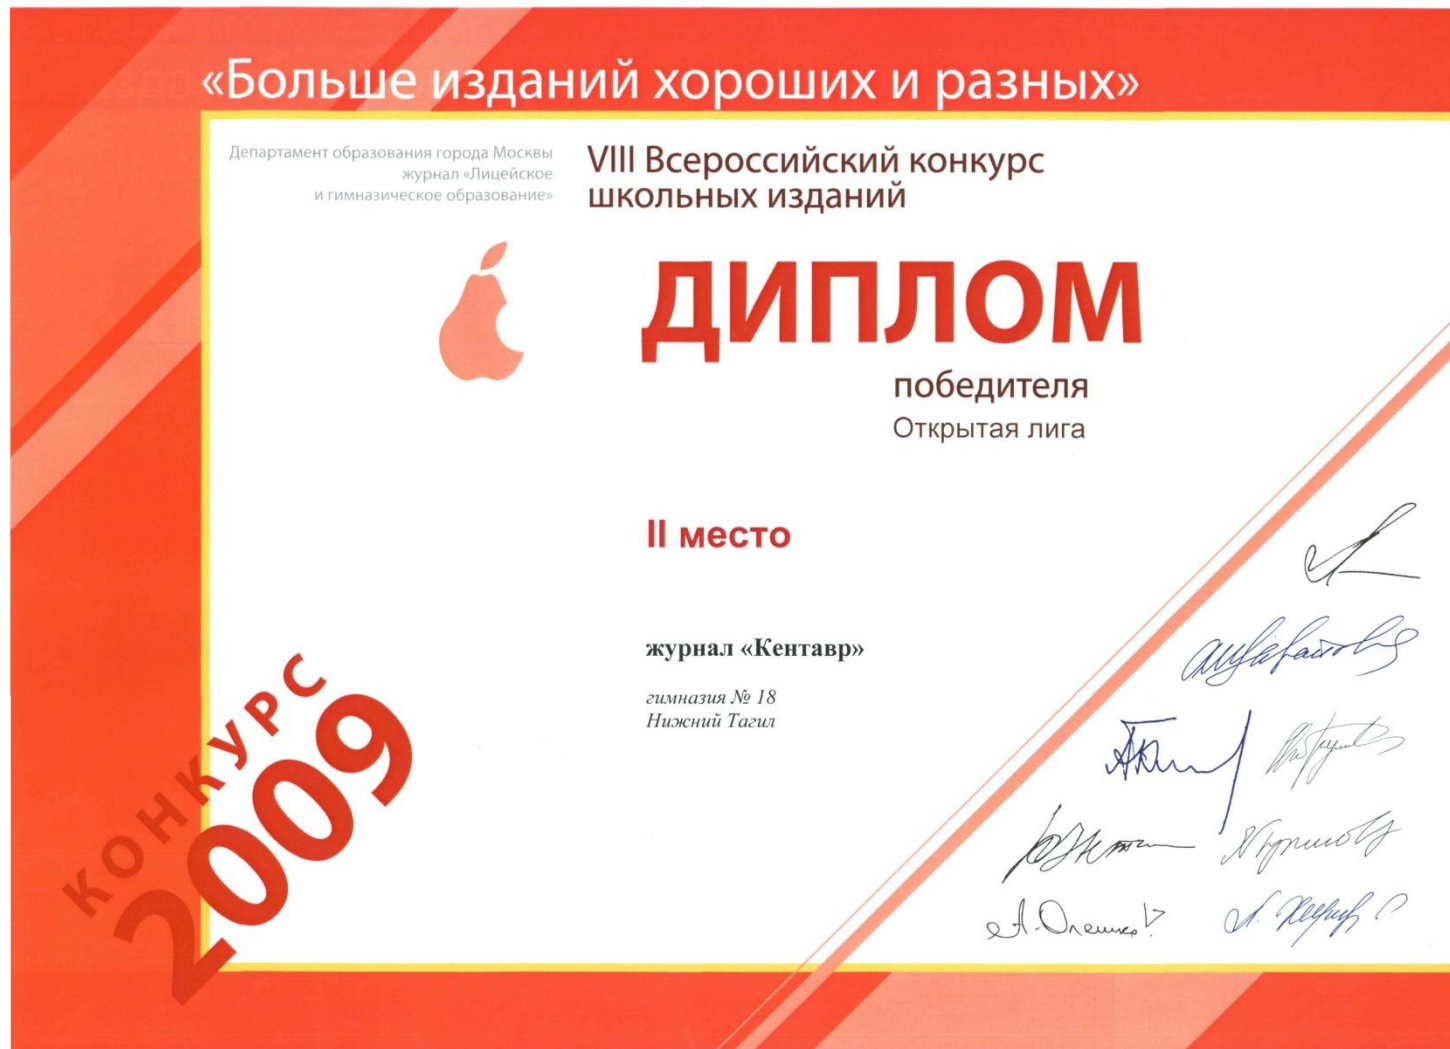 «Больше изданий хороших и разных»
Департамент образования города Москвы
журнал «Лицейское
и гимназическое образование»
VIII Всероссийский конкурс
школьных изданий
ДИПЛОМ
победителя
Открытая лига
II место
журнал «Кентавр»
гимназия № 18
Нижний Тагил
КОНКУРС
2009